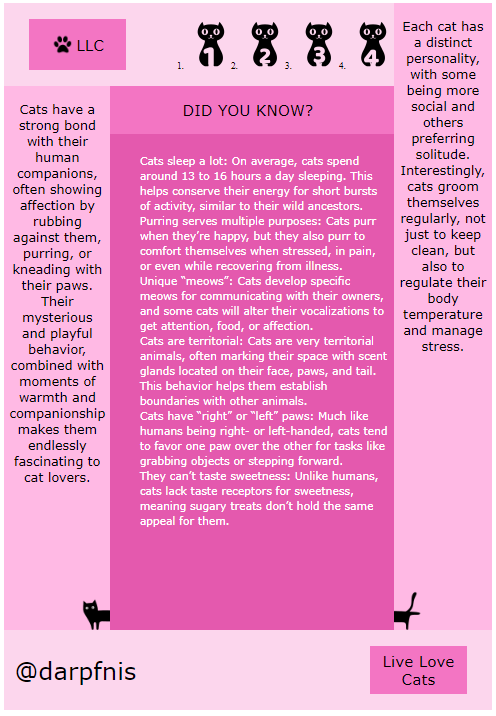 LLC
1. 1 2. 2 3. 3 4. 4
Cats have a
strong bond
with their
human
companions,
often showing
affection by
rubbing
against them,
purring, or
kneading with
their paws.
Their
mysterious
and playful
behavior,
combined with
moments of
warmth and
companionship
makes them
endlessly
fascinating to
cat lovers.
DID YOU KNOW?
Cats sleep a lot: On average, cats spend
around 13 to 16 hours a day sleeping. This
helps conserve their energy for short bursts
of activity, similar to their wild ancestors.
Purring serves multiple purposes: Cats purr
when they’re happy, but they also purr to
comfort themselves when stressed, in pain,
or even while recovering from illness.
Unique “meows”: Cats develop specific
meows for communicating with their owners,
and some cats will alter their vocalizations to
get attention, food, or affection.
Cats are territorial: Cats are very territorial
animals, often marking their space with scent
glands located on their face, paws, and tail.
This behavior helps them establish
boundaries with other animals.
Cats have “right” or “left” paws: Much like
humans being right- or left-handed, cats tend
to favor one paw over the other for tasks like
grabbing objects or stepping forward.
They can’t taste sweetness: Unlike humans,
cats lack taste receptors for sweetness,
meaning sugary treats don’t hold the same
appeal for them.
Each cat has
a distinct
personality,
with some
being more
social and
others
preferring
solitude.
Interestingly,
cats groom
themselves
regularly, not
just to keep
clean, but
also to
regulate their
body
temperature
and manage
stress.
@darpfnis
Live Love
Cats